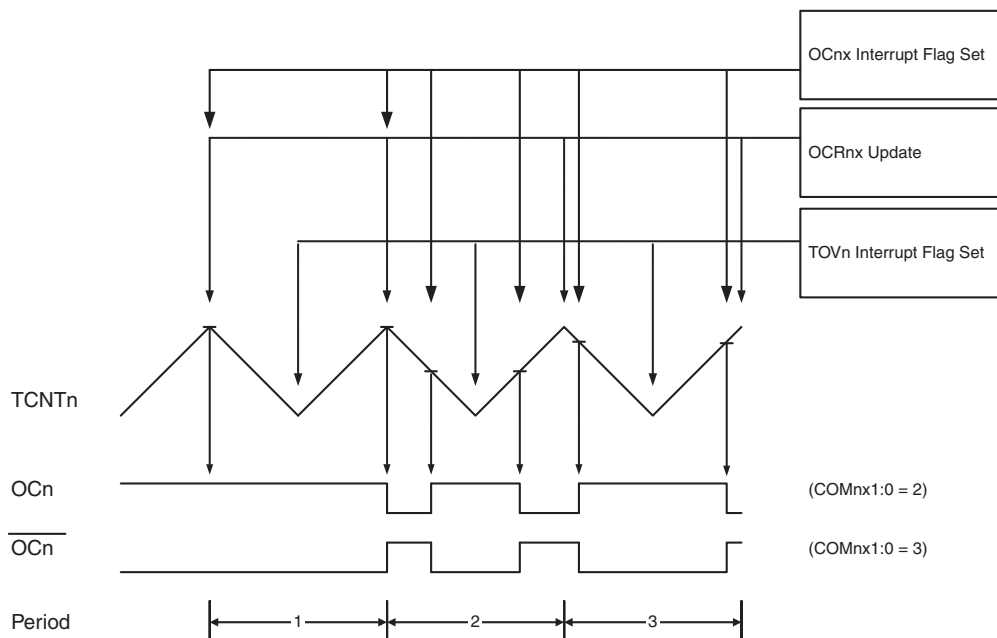 OCnx Interrupt Flag Set
OCRnx Update
TOVn Interrupt Flag Set
TCNTn
OCn (COMnx1:0 = 2)
OCn (COMnx1:0 = 3)
Period 1 2 3